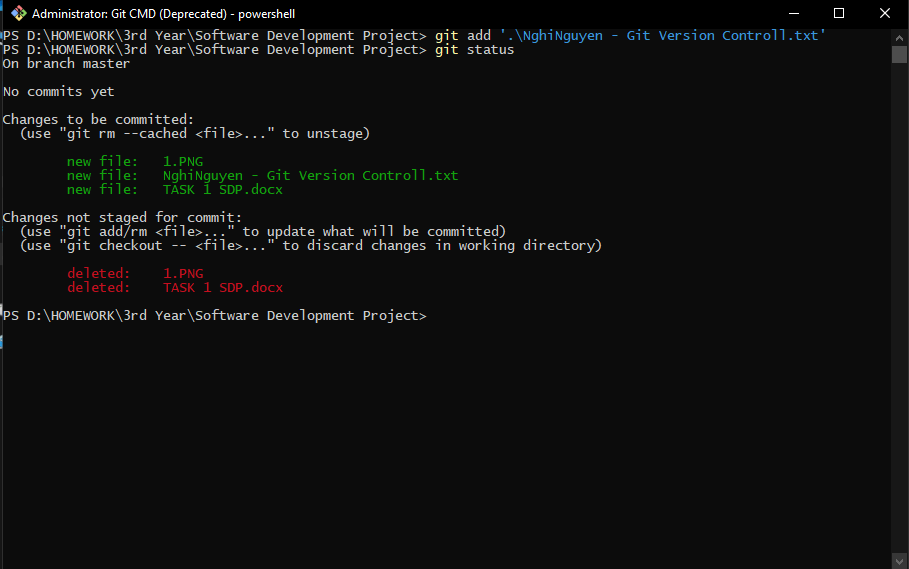 Administrator: Git CMD (Deprecated) - powershell
PS D:\HOMEWORK\3rd Year\Software Development Project> git add '.\NghiNguyen - Git Version Controll.txt'
PS D:\HOMEWORK\3rd Year\Software Development Project> git status
On branch master
No commits yet
Changes to be committed:
(use "git rm --cached <file>..." to unstage)
new file:   1.PNG
new file:   NghiNguyen - Git Version Controll.txt
new file:   TASK 1 SDP.docx
Changes not staged for commit:
(use "git add/rm <file>..." to update what will be committed)
(use "git checkout -- <file>..." to discard changes in working directory)
deleted:    1.PNG
deleted:    TASK 1 SDP.docx
PS D:\HOMEWORK\3rd Year\Software Development Project>